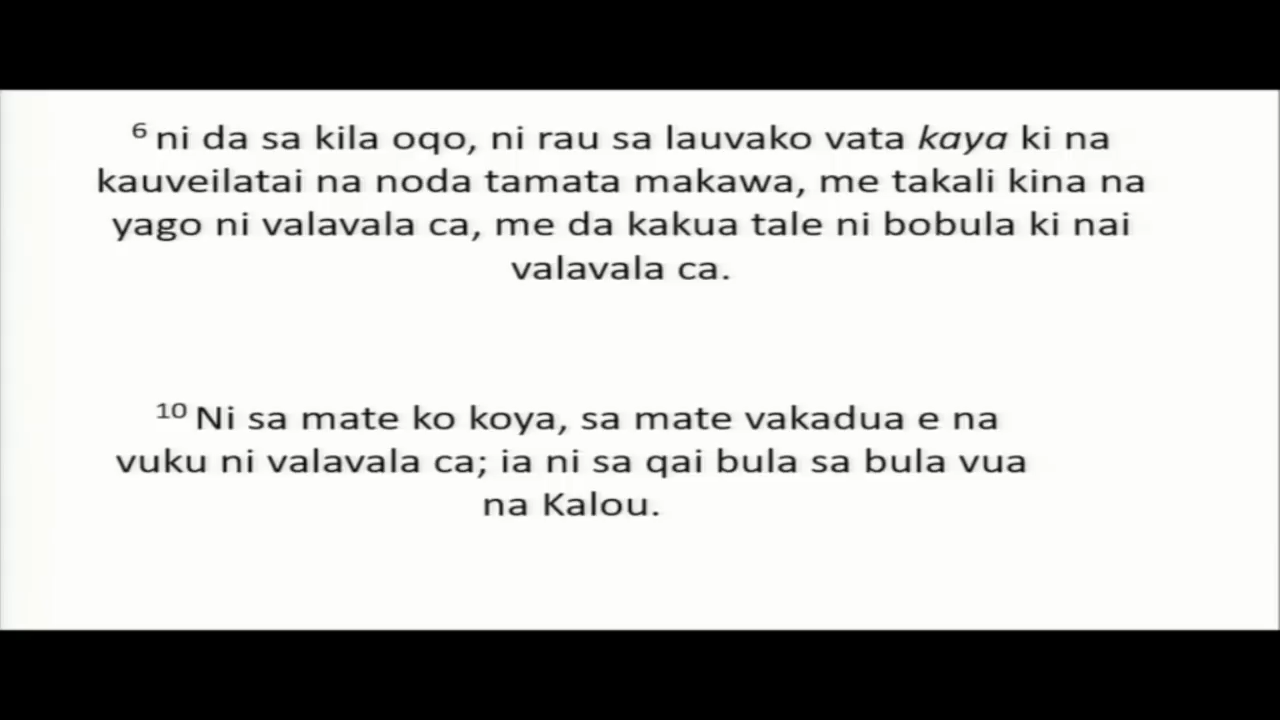 6 ni da sa kila oqo, ni rau sa lauvako vata kaya ki na
kauveilatai na noda tamata makawa, me takali kina na
yago ni valavala ca, me da kakua tale ni bobula ki nai
valavala ca.
10 Ni sa mate ko koya, sa mate vakadua e na
vuku ni valavala ca; ia ni sa qai bula sa bula vua
na Kalou.